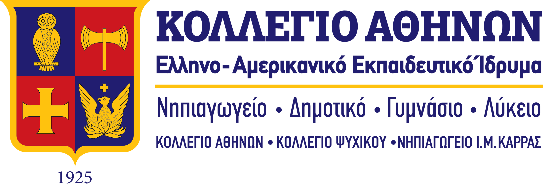 ΚΟΛΛΕΓΙΟ ΑΘΗΝΩΝ
Ελληνο-Αμερικανικό Εκπαιδευτικό Ίδρυμα
Νηπιαγωγείο • Δημοτικό • Γυμνάσιο • Λύκειο
ΚΟΛΛΕΓΙΟ ΑΘΗΝΩΝ • ΚΟΛΛΕΓΙΟ ΨΥΧΙΚΟΥ •ΝΗΠΙΑΓΩΓΕΙΟ Ι.Μ. ΚΑΡΡΑΣ
1925